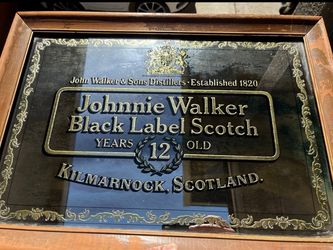 John Walker & Sons Distillers · Established 1820
Johnnie Walker
Black Label Scotch
YEARS 12 OLD
KILMARNOCK, SCOTLAND.